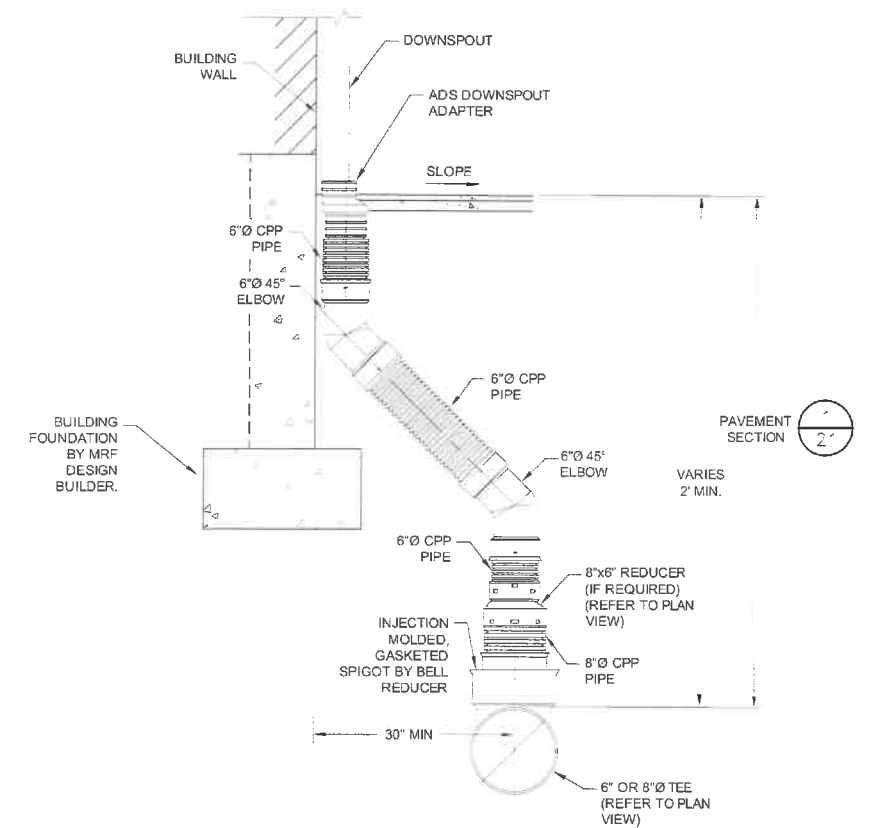 DOWNSPOUT
BUILDING
WALL
ADS DOWNSPOUT
ADAPTER
SLOPE
6"Ø CPP
PIPE
6"Ø 45°
ELBOW
6"Ø CPP
PIPE
BUILDING
FOUNDATION
BY MRF
DESIGN
BUILDER.
PAVEMENT
SECTION
1
21
6"Ø 45°
ELBOW
VARIES
2' MIN.
6"Ø CPP
PIPE
8"x6" REDUCER
(IF REQUIRED)
(REFER TO PLAN
VIEW)
INJECTION
MOLDED,
GASKETED
SPIGOT BY BELL
REDUCER
8"Ø CPP
PIPE
30" MIN
6" OR 8"Ø TEE
(REFER TO PLAN
VIEW)